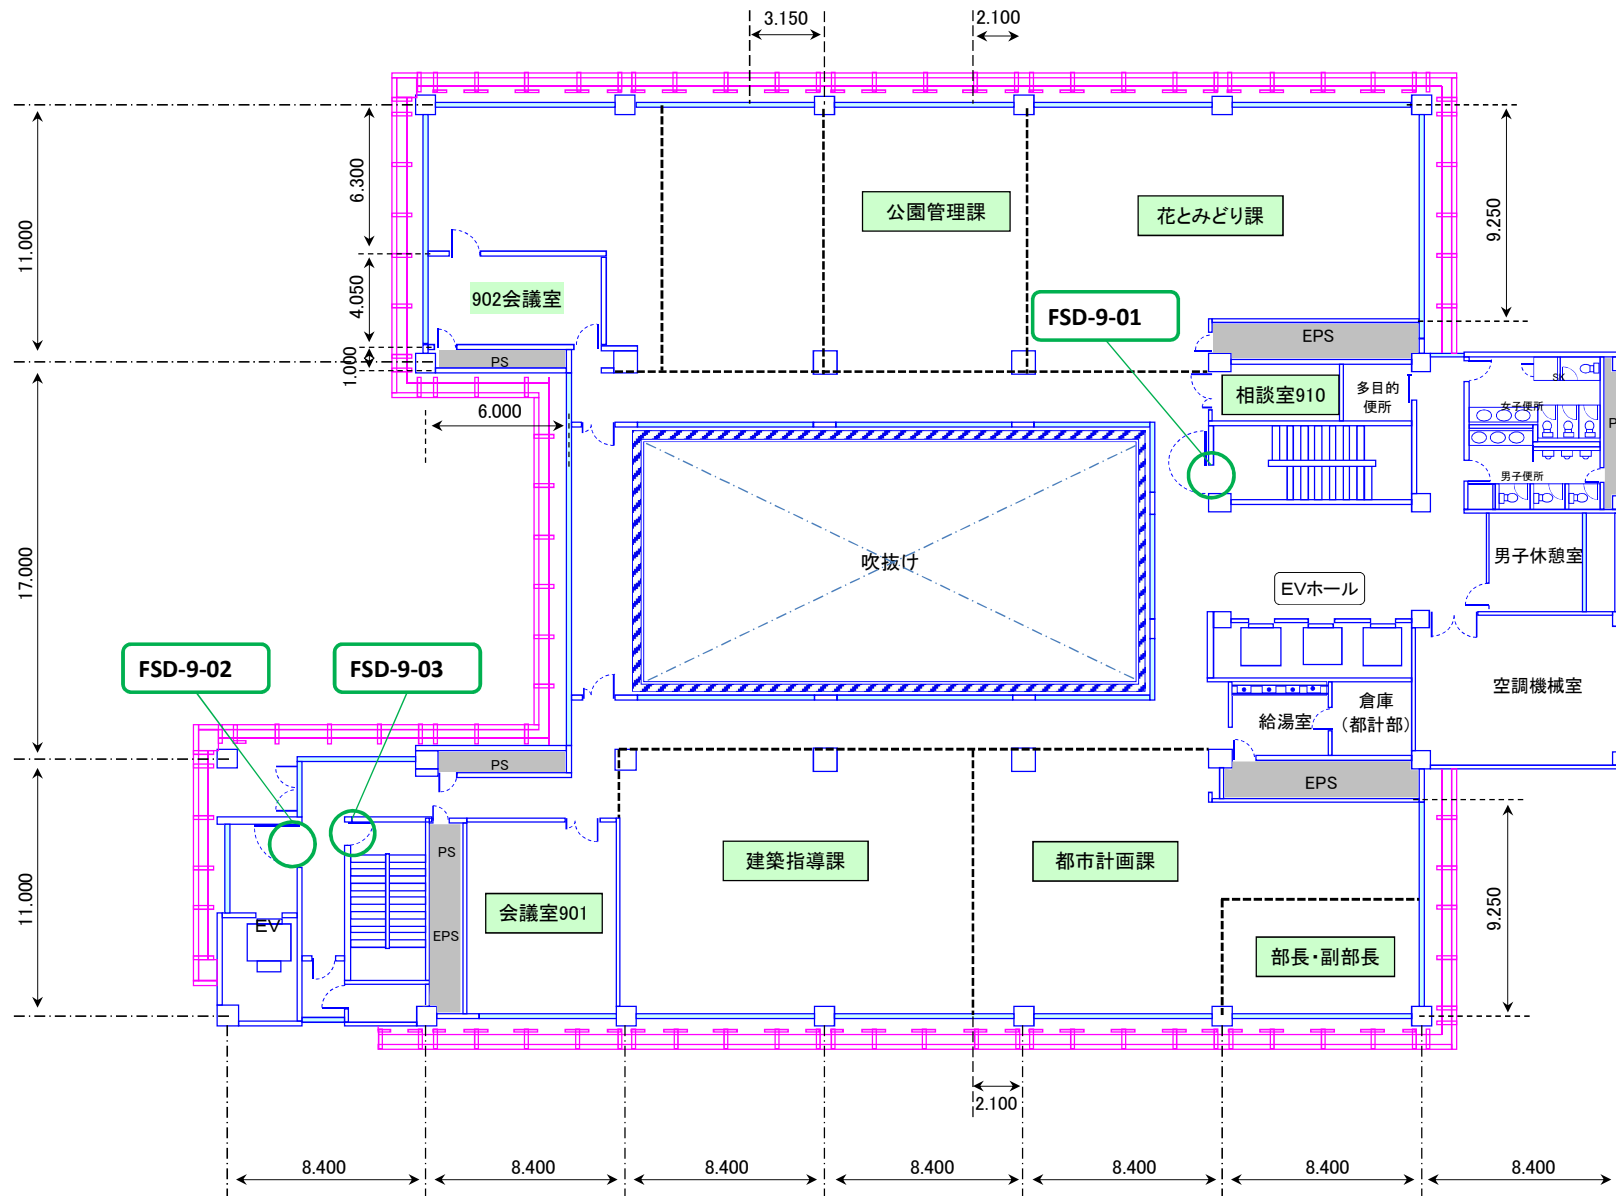 3.150
2.100
11.000
6.300
4.050
1.000
9.250
公園管理課
花とみどり課
902会議室
FSD-9-01
EPS
PS
相談室910
多目的
便所
SK
女子便所
男子便所
6.000
17.000
吹抜け
男子休憩室
EVホール
FSD-9-02
FSD-9-03
空調機械室
給湯室
倉庫
（都計部）
PS
EPS
11.000
PS
EPS
EV
会議室901
建築指導課
都市計画課
部長・副部長
9.250
2.100
8.400
8.400
8.400
8.400
8.400
8.400
8.400